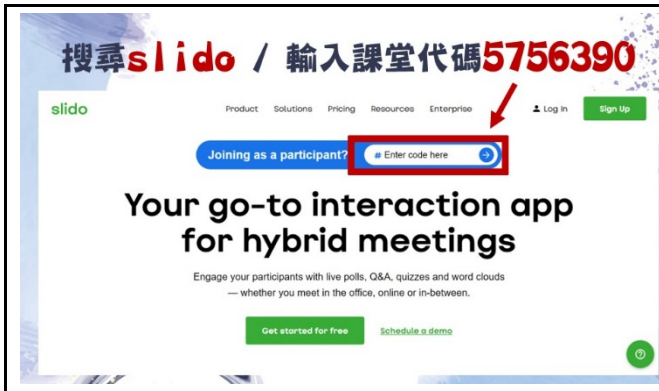 搜尋slido / 輸入課堂代碼5756390
slido
Product Solutions Pricing Resources Enterprise Log In Sign Up
Joining as a participant? # Enter code here
Your go-to interaction app
for hybrid meetings
Engage your participants with live polls, Q&A, quizzes and word clouds
— whether you meet in the office, online or in-between.
Get started for free Schedule a demo